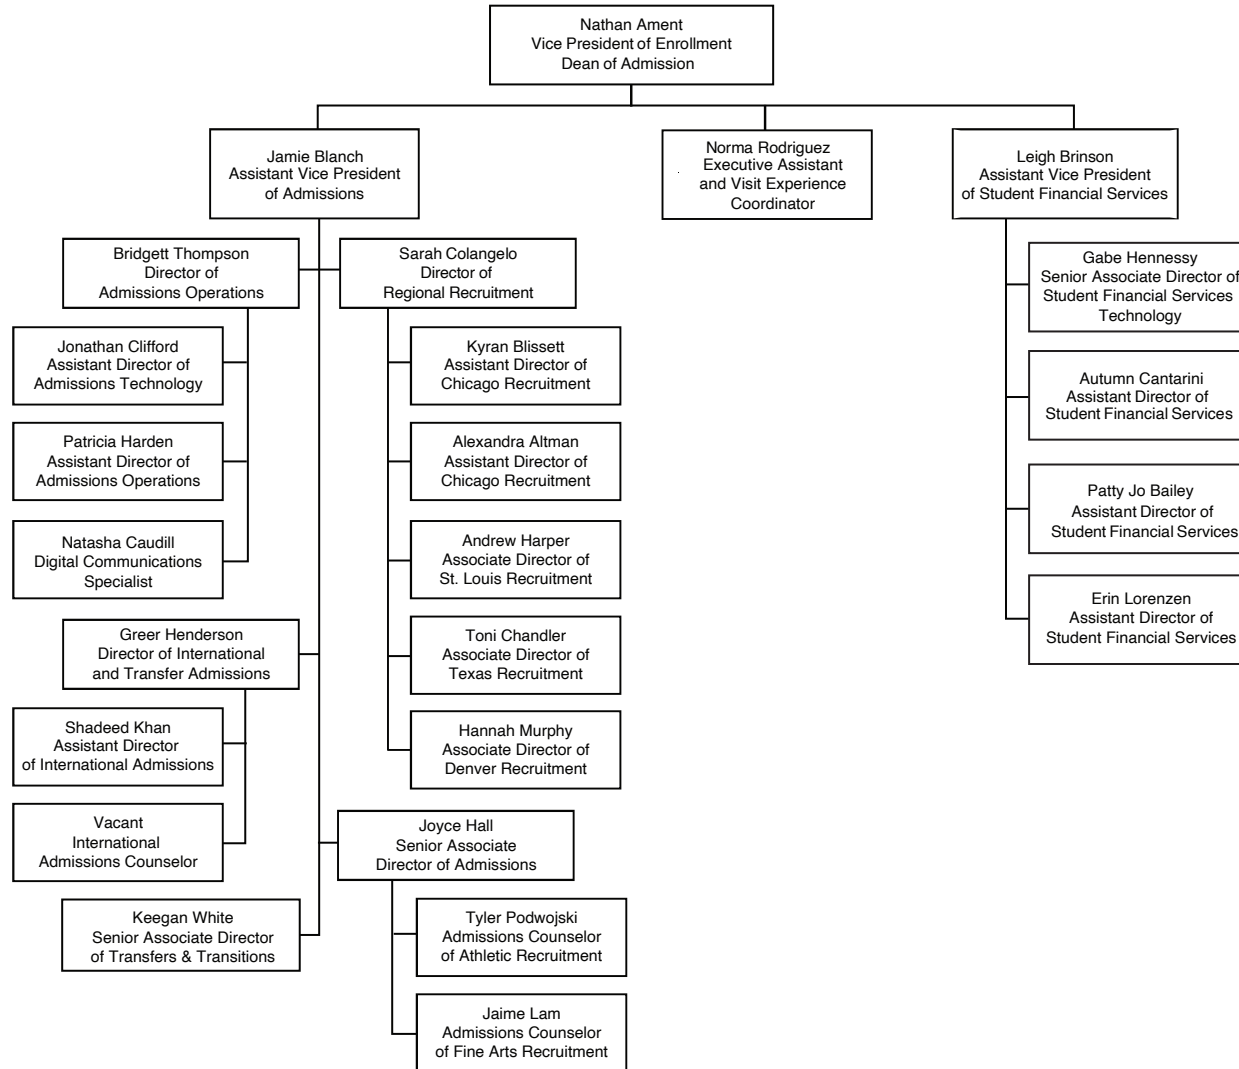 Nathan Ament
Vice President of Enrollment
Dean of Admission
Jamie Blanch
Assistant Vice President
of Admissions
Norma Rodriguez
Executive Assistant
and Visit Experience
Coordinator
Leigh Brinson
Assistant Vice President
of Student Financial Services
Bridgett Thompson
Director of
Admissions Operations
Jonathan Clifford
Assistant Director of
Admissions Technology
Patricia Harden
Assistant Director of
Admissions Operations
Natasha Caudill
Digital Communications
Specialist
Sarah Colangelo
Director of
Regional Recruitment
Kyran Blissett
Assistant Director of
Chicago Recruitment
Alexandra Altman
Assistant Director of
Chicago Recruitment
Andrew Harper
Associate Director of
St. Louis Recruitment
Toni Chandler
Associate Director of
Texas Recruitment
Hannah Murphy
Associate Director of
Denver Recruitment
Greer Henderson
Director of International
and Transfer Admissions
Shadeed Khan
Assistant Director
of International Admissions
Vacant
International
Admissions Counselor
Joyce Hall
Senior Associate
Director of Admissions
Tyler Podwojski
Admissions Counselor
of Athletic Recruitment
Jaime Lam
Admissions Counselor
of Fine Arts Recruitment
Keegan White
Senior Associate Director
of Transfers & Transitions
Gabe Hennessy
Senior Associate Director of
Student Financial Services
Technology
Autumn Cantarini
Assistant Director of
Student Financial Services
Patty Jo Bailey
Assistant Director of
Student Financial Services
Erin Lorenzen
Assistant Director of
Student Financial Services